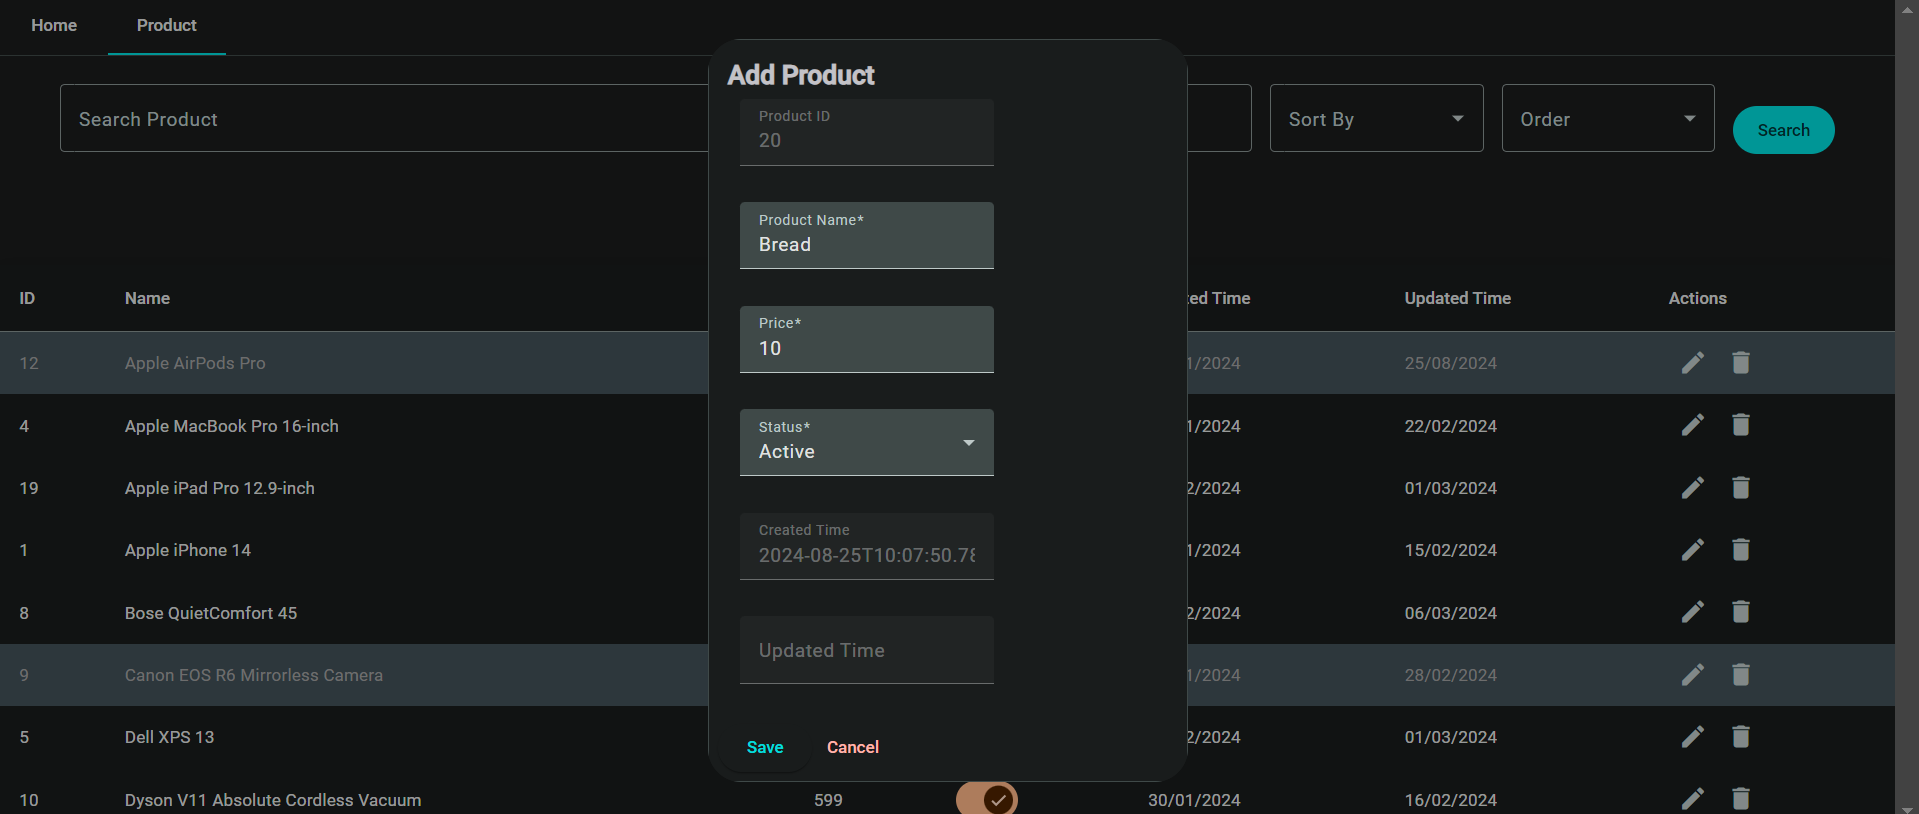 Home Product
Add Product
Search Product
Sort By
Order
Search
Product ID
20
Product Name*
Bread
Price*
10
Status*
Active
Created Time
2024-08-25T10:07:50.78
Updated Time
Save Cancel
ID Name ed Time Updated Time Actions
12 Apple AirPods Pro 1/2024 25/08/2024
4 Apple MacBook Pro 16-inch 1/2024 22/02/2024
19 Apple iPad Pro 12.9-inch 2/2024 01/03/2024
1 Apple iPhone 14 1/2024 15/02/2024
8 Bose QuietComfort 45 2/2024 06/03/2024
9 Canon EOS R6 Mirrorless Camera 1/2024 28/02/2024
5 Dell XPS 13 2/2024 01/03/2024
10 Dyson V11 Absolute Cordless Vacuum 599 30/01/2024 16/02/2024